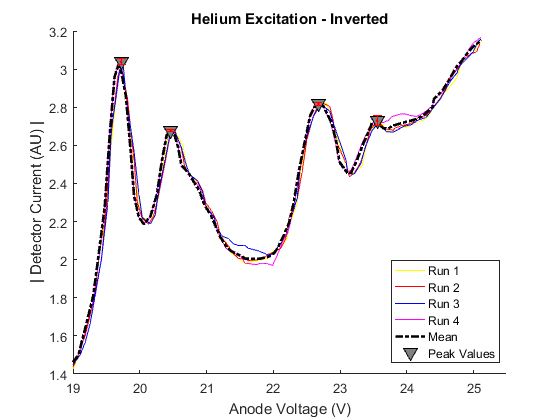 Helium Excitation - Inverted
| Detector Current (AU) |
3.2
3
2.8
2.6
2.4
2.2
2
1.8
1.6
1.4
19 20 21 22 23 24 25
Anode Voltage (V)
Run 1
Run 2
Run 3
Run 4
Mean
Peak Values